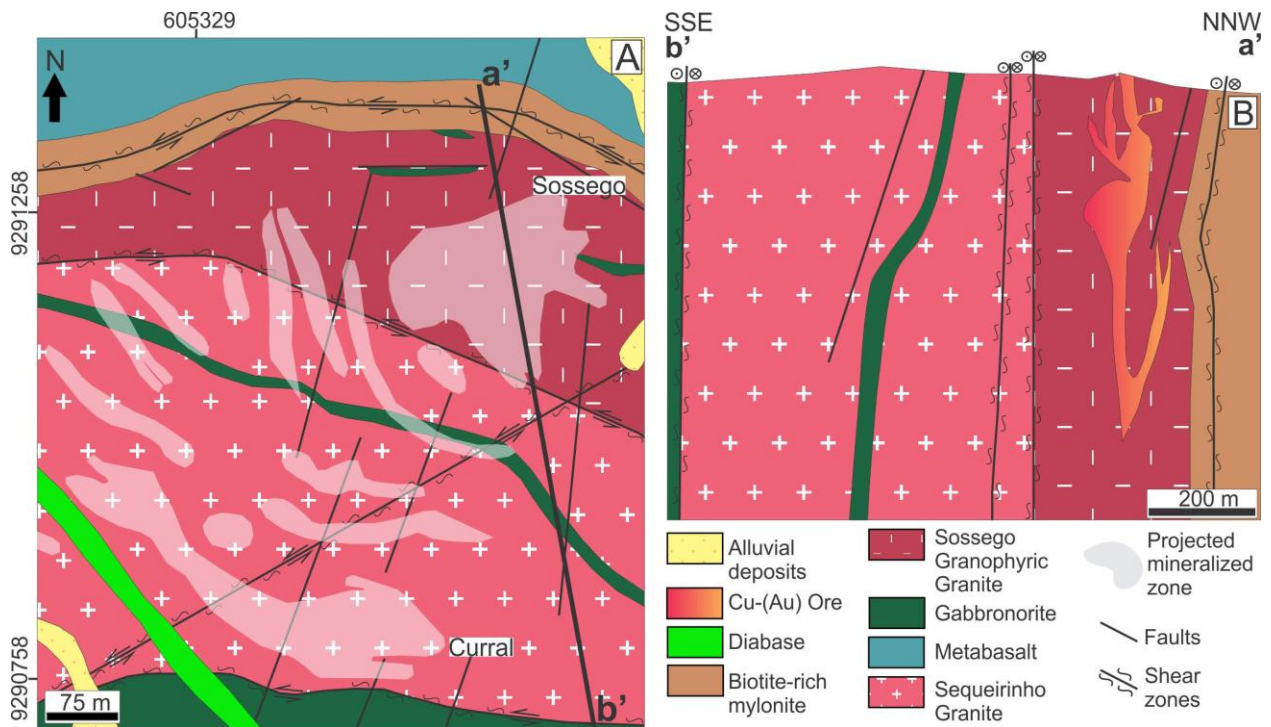 605329
N
A
a'
Sossego
9291258
Curral
9290758
75 m
b'
SSE
b'
NNW
a'
B
200 m
Alluvial
deposits
Cu-(Au) Ore
Diabase
Biotite-rich
mylonite
Sossego
Granophyric
Granite
Gabbronorite
Metabasalt
Sequeirinho
Granite
Projected
mineralized
zone
Faults
Shear
zones